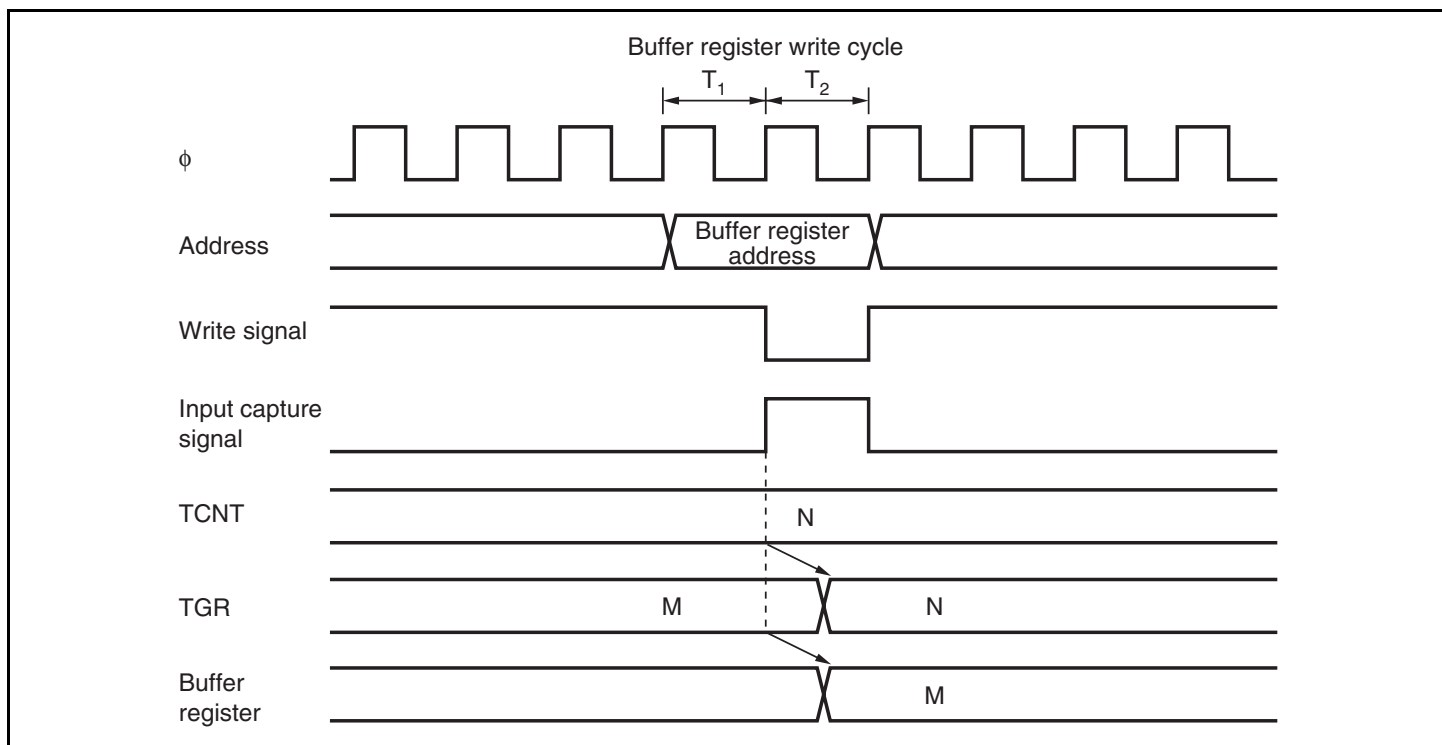 Buffer register write cycle
T1 T2
ϕ
Address
Buffer register
address
Write signal
Input capture
signal
TCNT
N
TGR
M N
Buffer
register
M